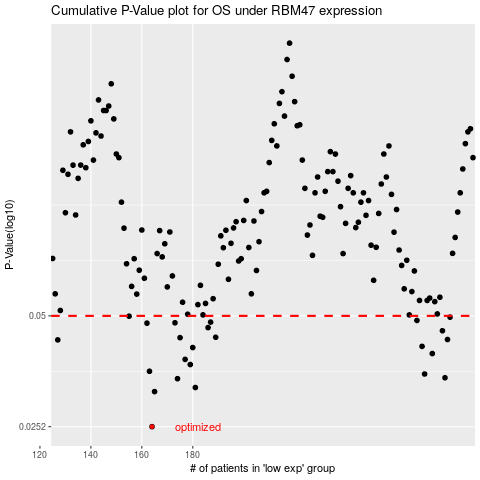 Cumulative P-Value plot for OS under RBM47 expression
P-Value(log10)
0.05
0.0252
optimized
120 140 160 180
# of patients in 'low exp' group